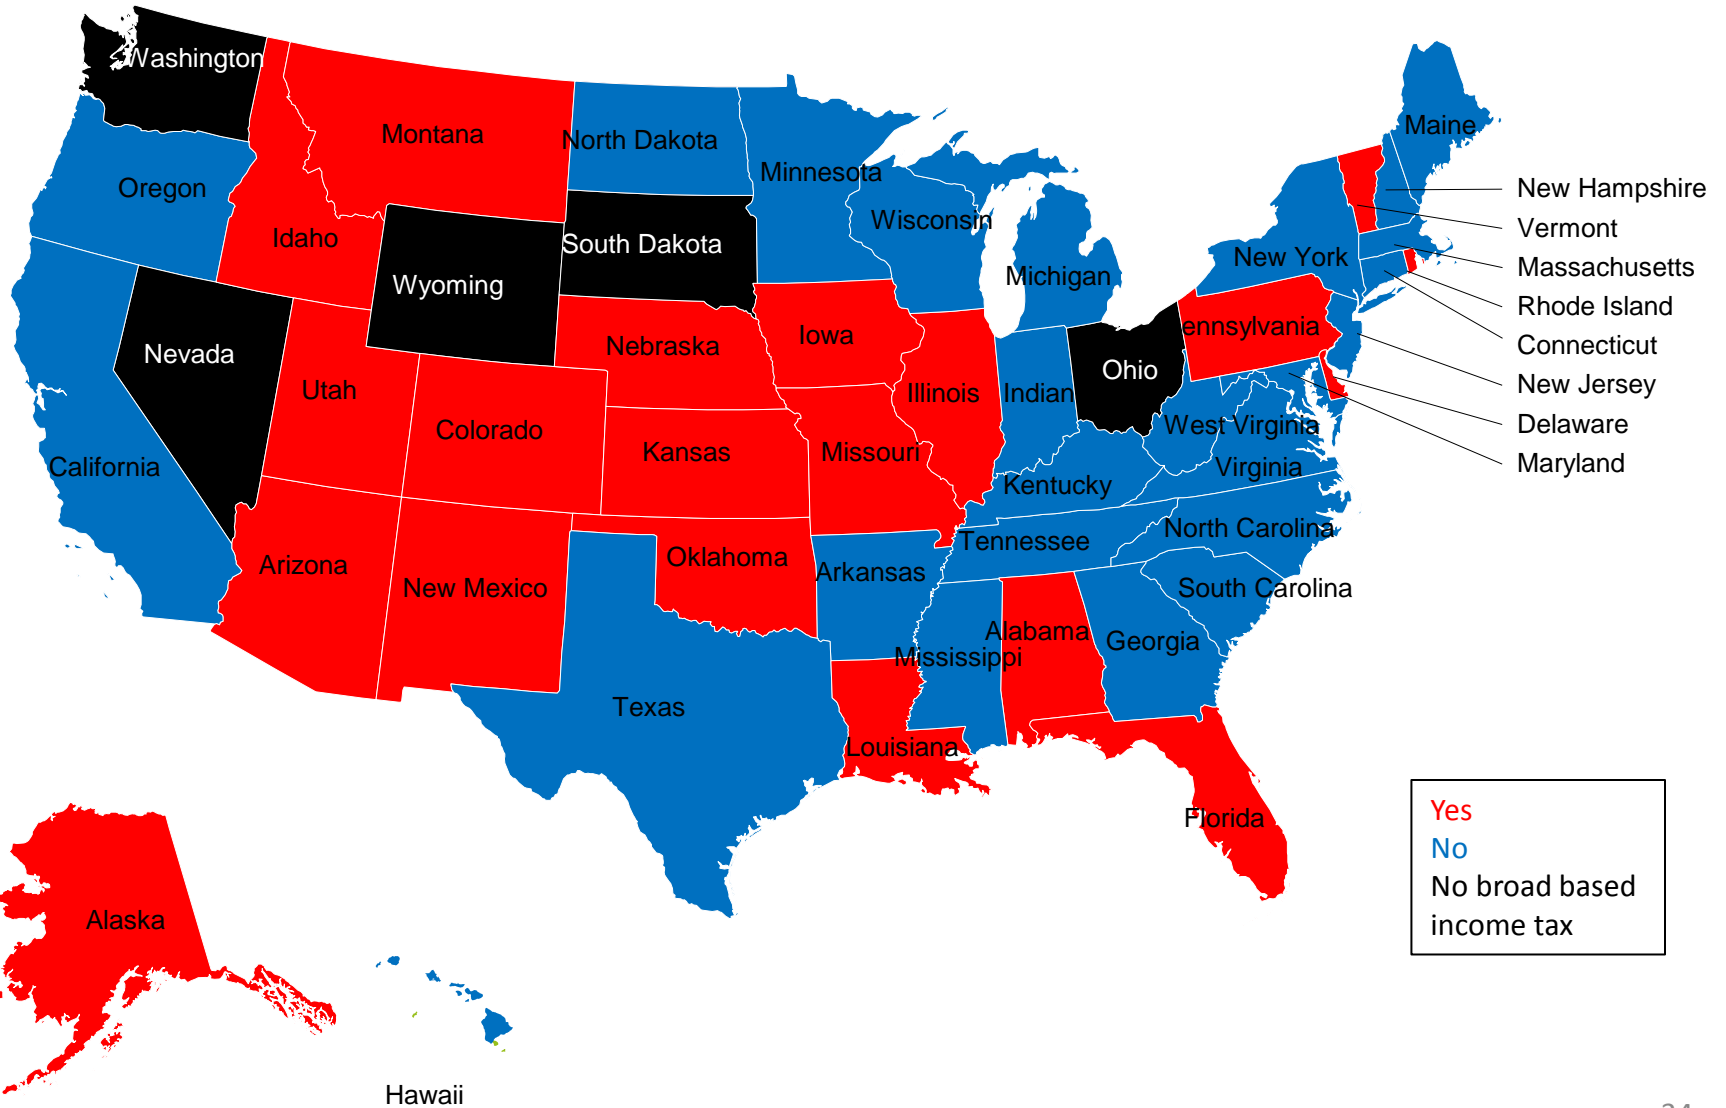 Washington
Montana
North Dakota
Minnesota
Maine
Oregon
Idaho
South Dakota
Wisconsin
New Hampshire
Vermont
Wyoming
Michigan
New York
Massachusetts
Rhode Island
Nevada
Nebraska
Iowa
ennsylvania
Connecticut
Utah
Colorado
Illinois
Indian
Ohio
New Jersey
California
Kansas
Missouri
West Virginia
Delaware
Kentucky
Virginia
Maryland
Arizona
New Mexico
Oklahoma
Arkansas
Tennessee
North Carolina
South Carolina
Texas
Louisiana
Mississippi
Alabama
Georgia
Florida
Alaska
Hawaii
Yes
No
No broad based
income tax